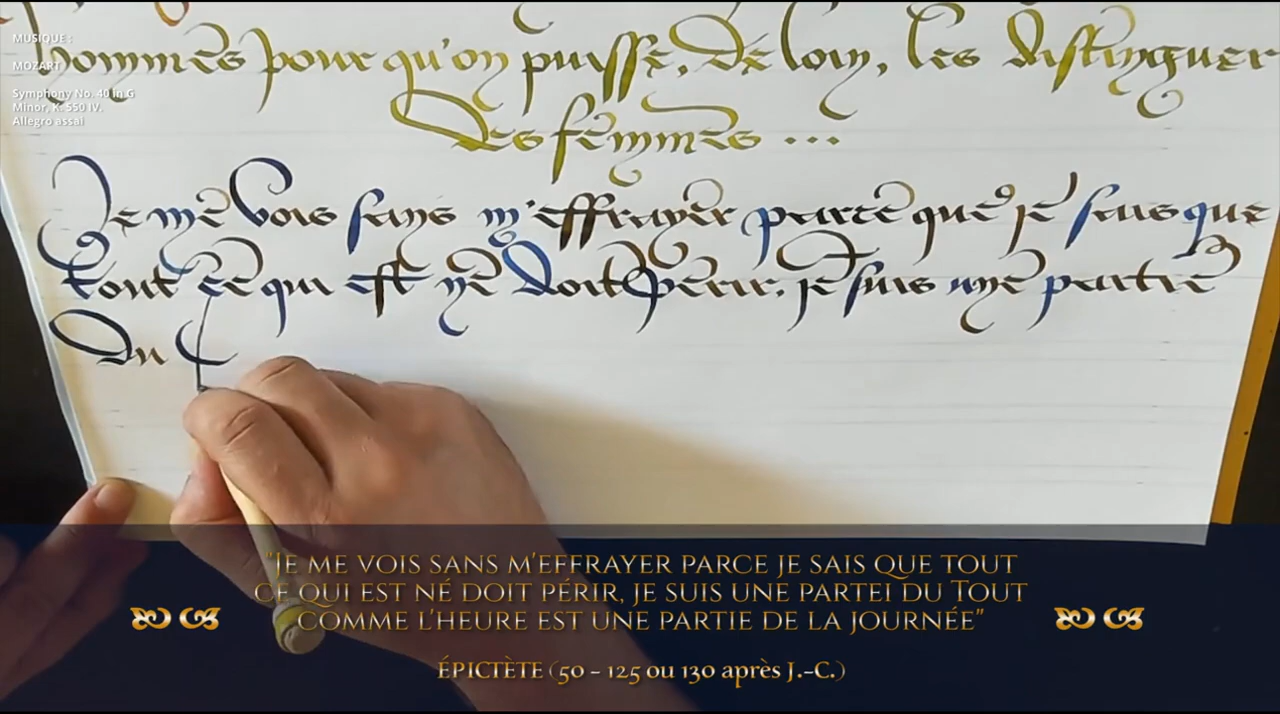 MUSIQUE :
MOZART
Symphony No. 40 in G
Minor, K. 550 IV.
Allegro assai
hommes pour qu'on puisse, de loin, les distinguer
des femmes ...
Je me vois sans m'effrayer parce que je sais que
tout ce qui est né doit périr, je suis une partie
du
"Je me vois sans m'effrayer parce je sais que tout
ce qui est né doit périr, je suis une partei du Tout
comme l'heure est une partie de la journée"
ÉPICTÈTE (50 - 125 ou 130 après J.-C.)